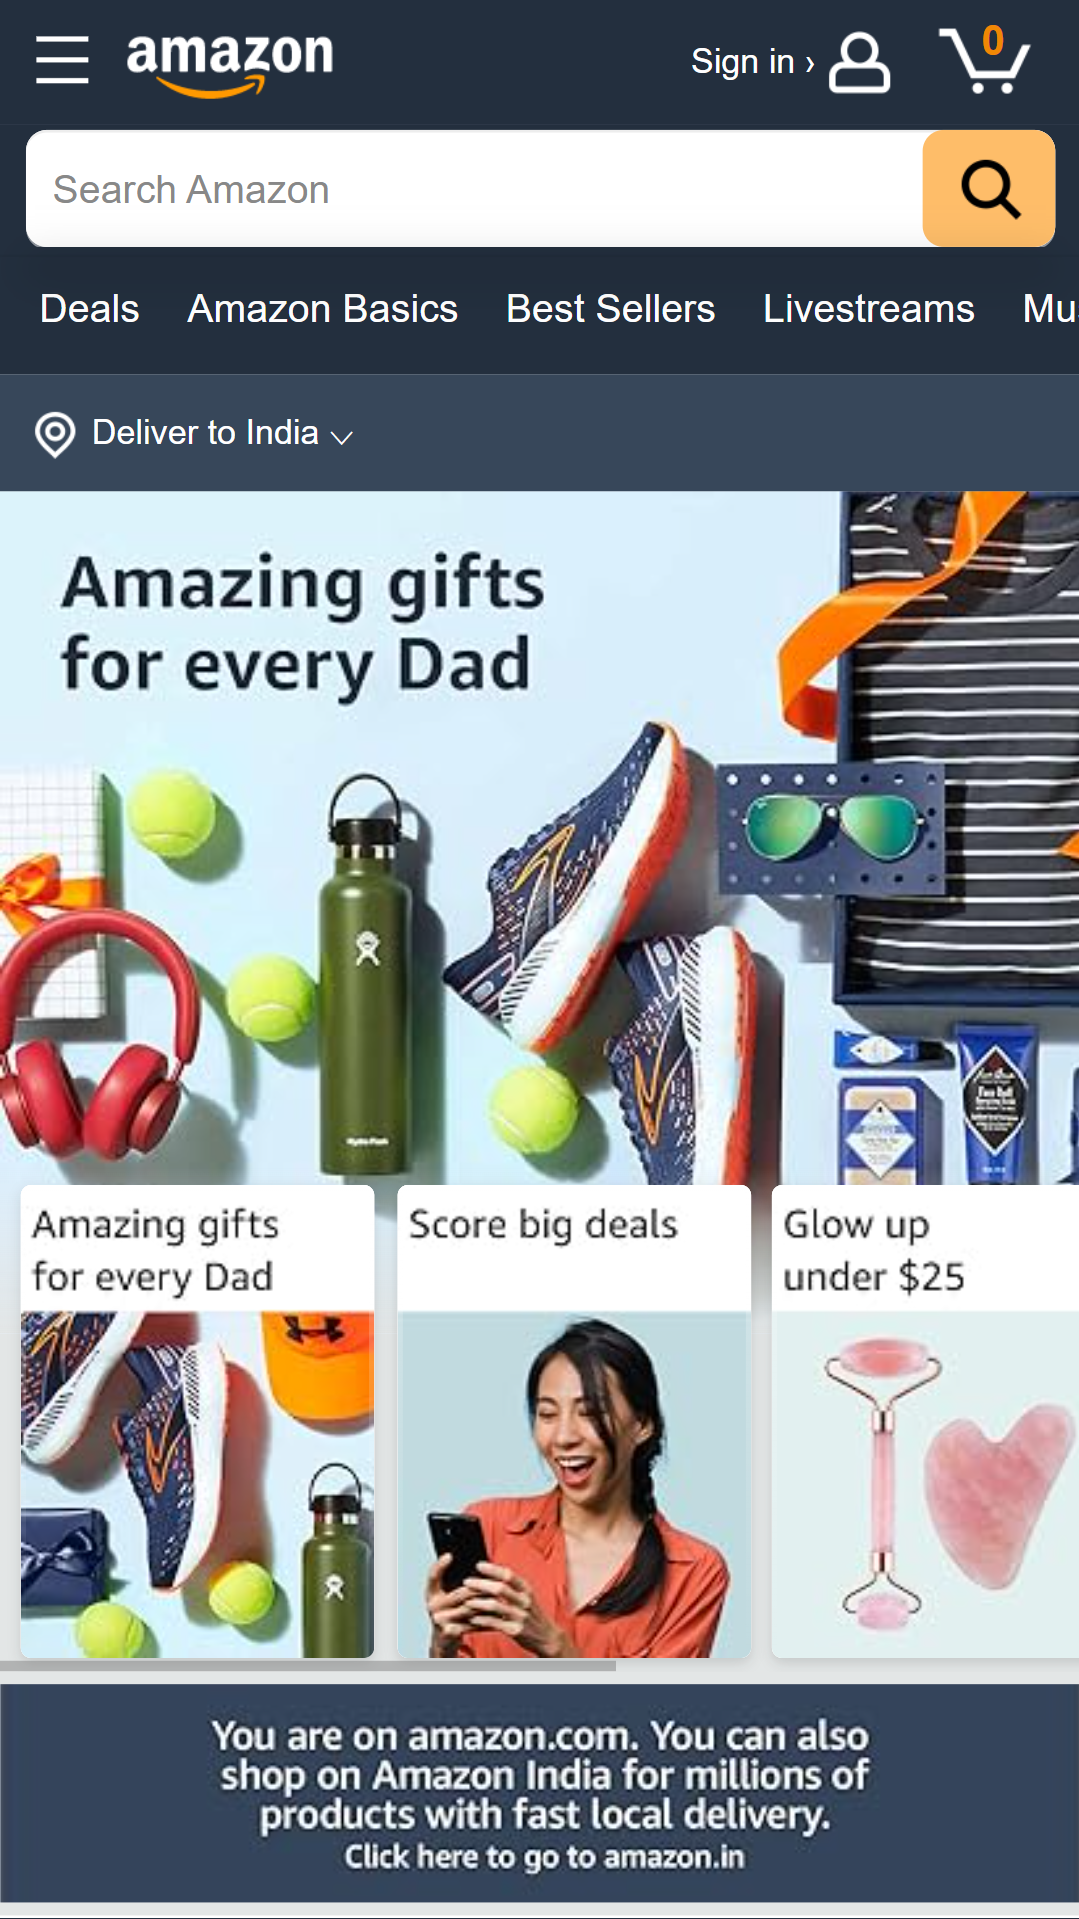 amazon
Sign in ›
0
Search Amazon
Deals Amazon Basics Best Sellers Livestreams Mu
Deliver to India
Amazing gifts
for every Dad
Hydro Flask
Amazing gifts
for every Dad
Score big deals
Glow up
under $25
You are on amazon.com. You can also
shop on Amazon India for millions of
products with fast local delivery.
Click here to go to amazon.in